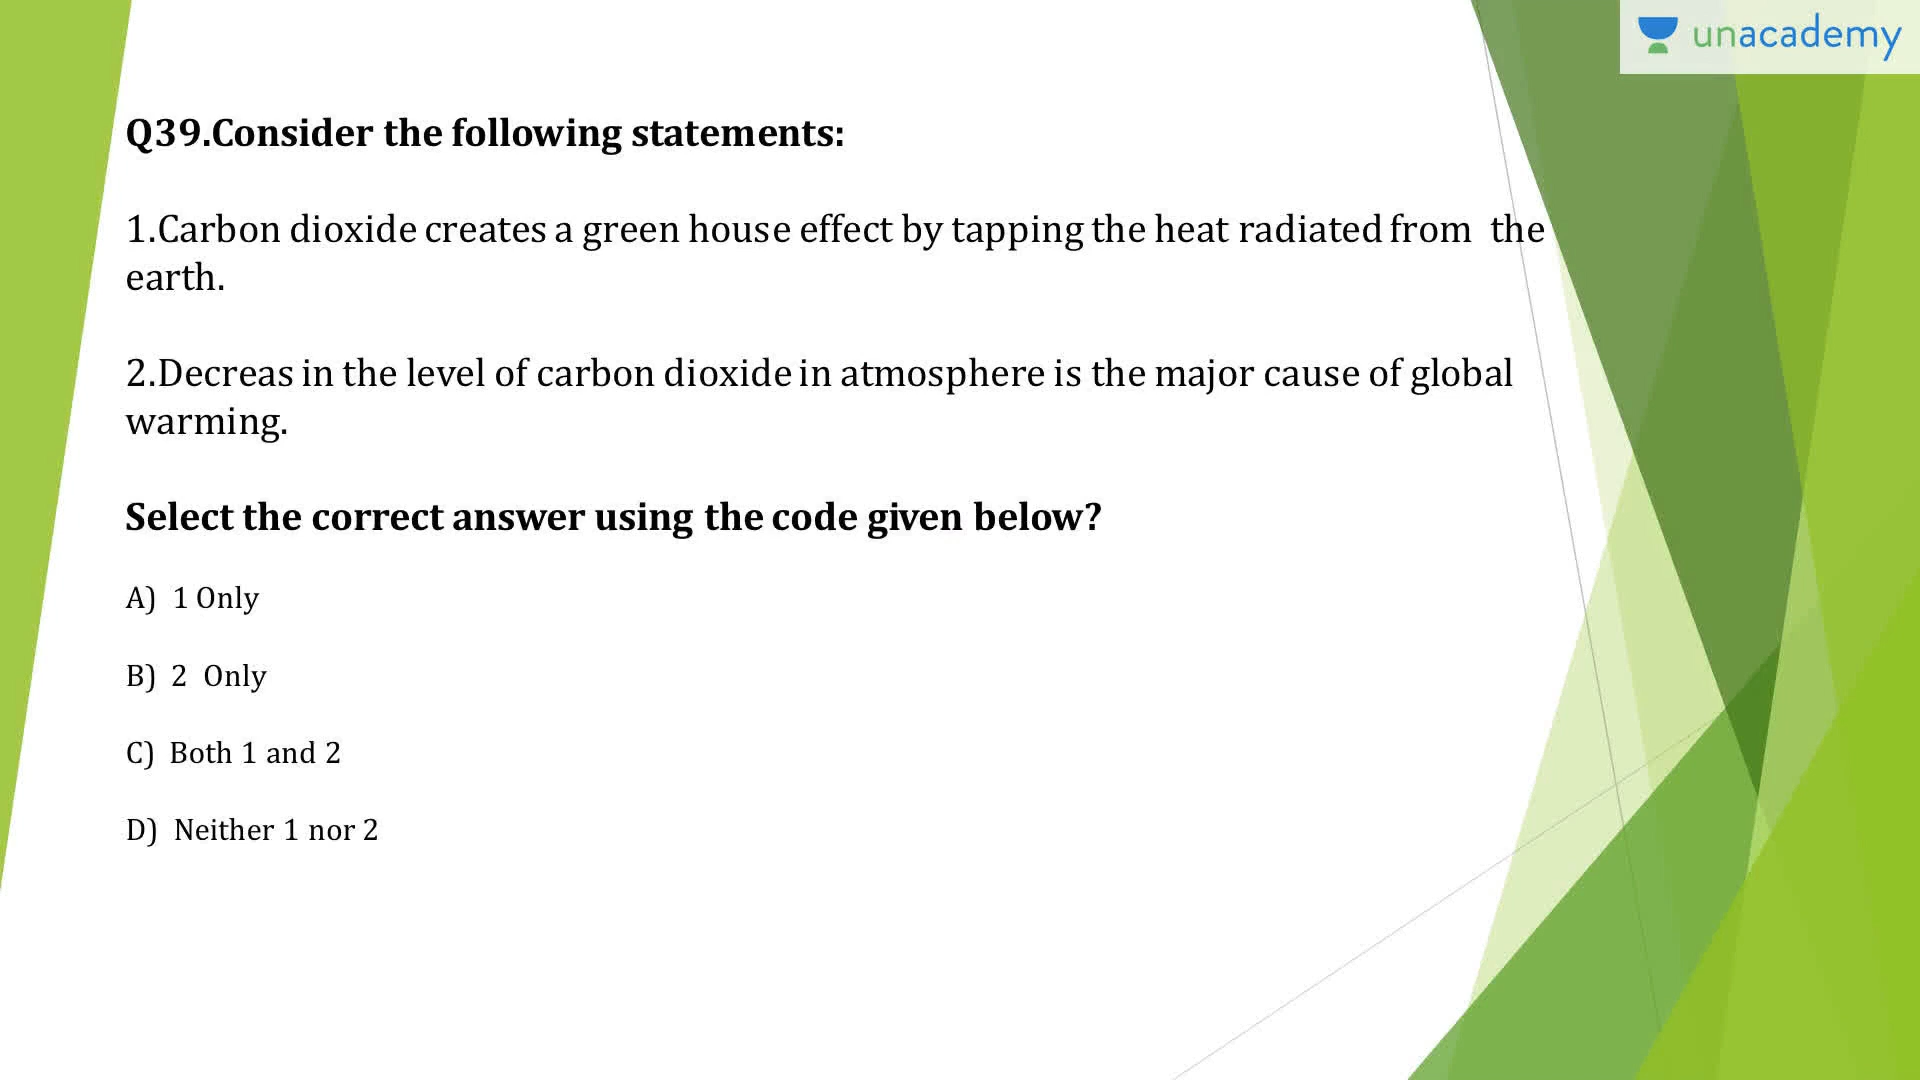 unacademy
Q39.Consider the following statements:
1.Carbon dioxide creates a green house effect by tapping the heat radiated from the
earth.
2.Decreas in the level of carbon dioxide in atmosphere is the major cause of global
warming.
Select the correct answer using the code given below?
A) 1 Only
B) 2 Only
C) Both 1 and 2
D) Neither 1 nor 2